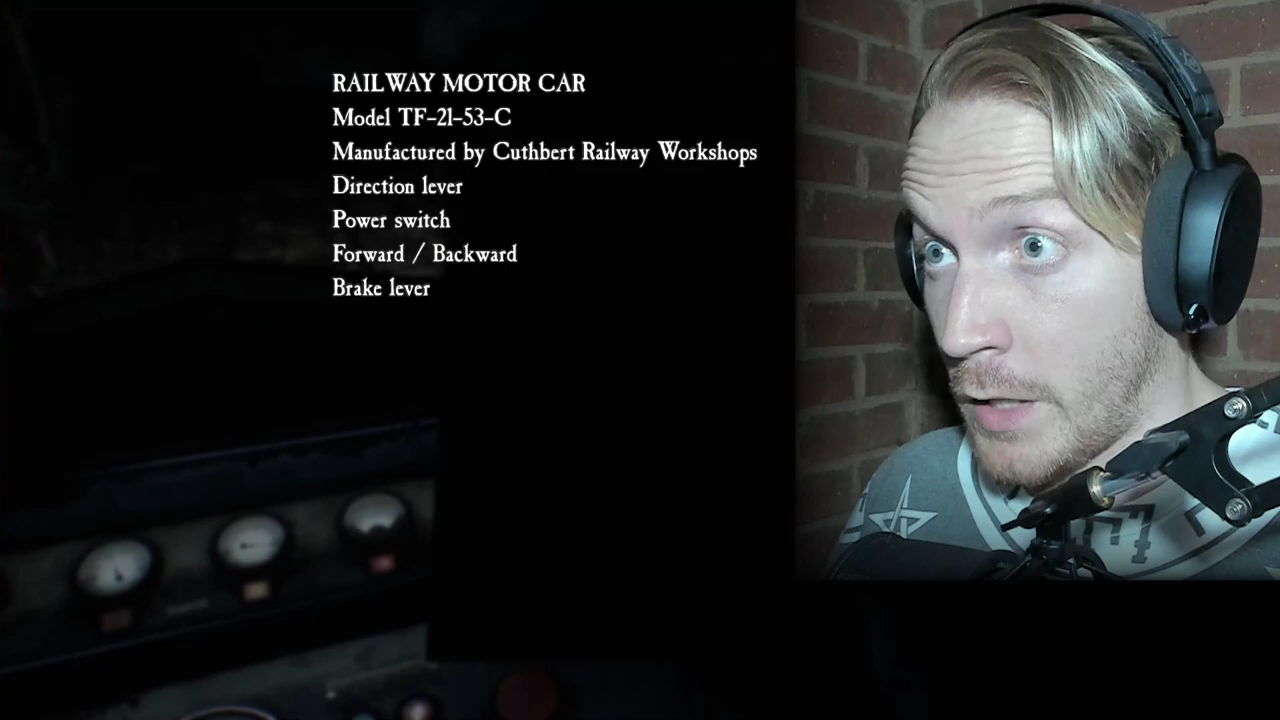 RAILWAY MOTOR CAR
Model TF-21-53-C
Manufactured by Cuthbert Railway Workshops
Direction lever
Power switch
Forward / Backward
Brake lever